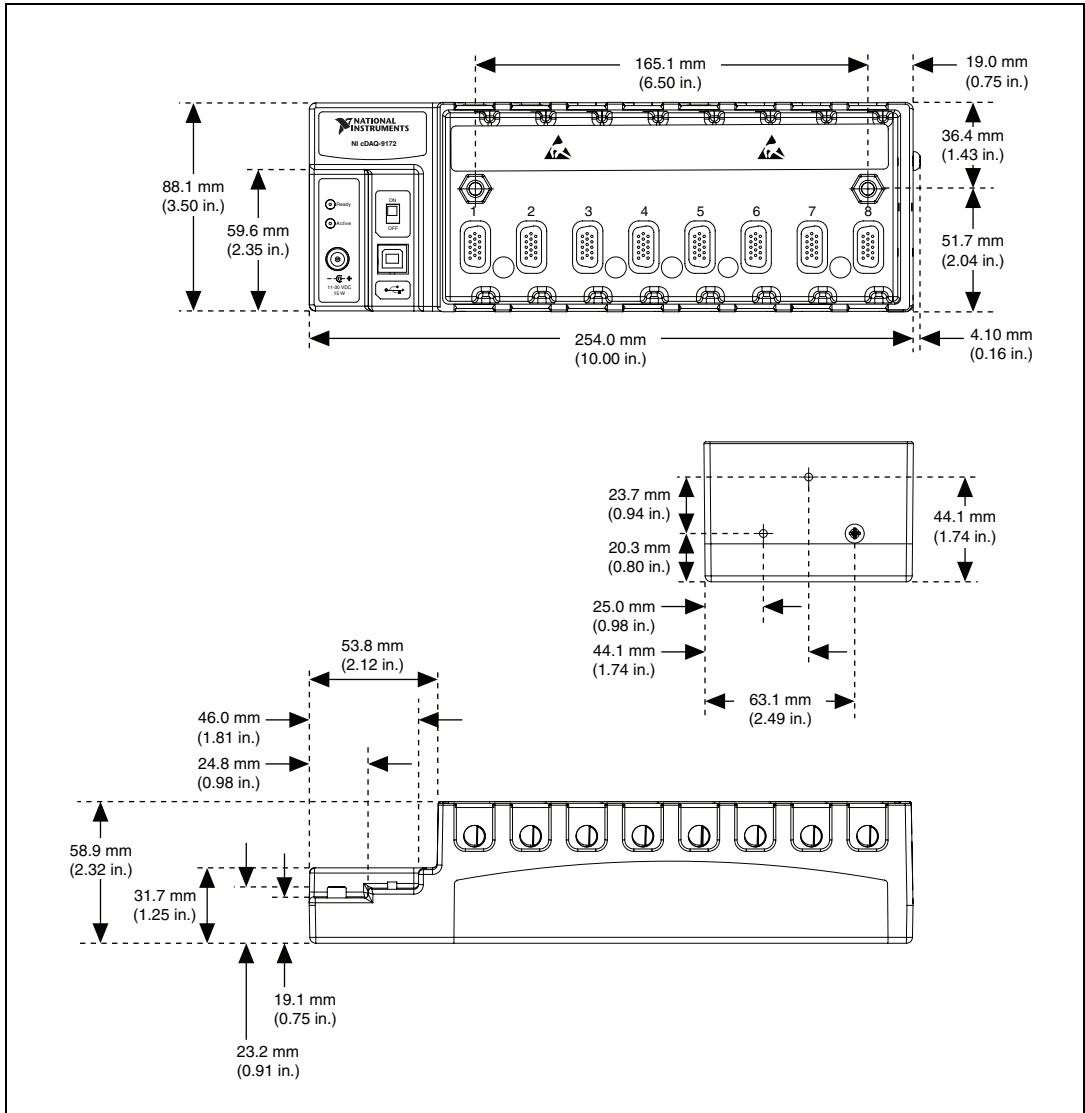 165.1 mm
(6.50 in.)
19.0 mm
(0.75 in.)
NATIONAL
INSTRUMENTS
NI cDAQ-9172
36.4 mm
(1.43 in.)
88.1 mm
(3.50 in.)
59.6 mm
(2.35 in.)
Ready
Active
ON
OFF
11-30 VDC
15 W
1 2 3 4 5 6 7 8
51.7 mm
(2.04 in.)
254.0 mm
(10.00 in.)
4.10 mm
(0.16 in.)
23.7 mm
(0.94 in.)
20.3 mm
(0.80 in.)
44.1 mm
(1.74 in.)
25.0 mm
(0.98 in.)
44.1 mm
(1.74 in.)
63.1 mm
(2.49 in.)
53.8 mm
(2.12 in.)
46.0 mm
(1.81 in.)
24.8 mm
(0.98 in.)
58.9 mm
(2.32 in.)
31.7 mm
(1.25 in.)
19.1 mm
(0.75 in.)
23.2 mm
(0.91 in.)